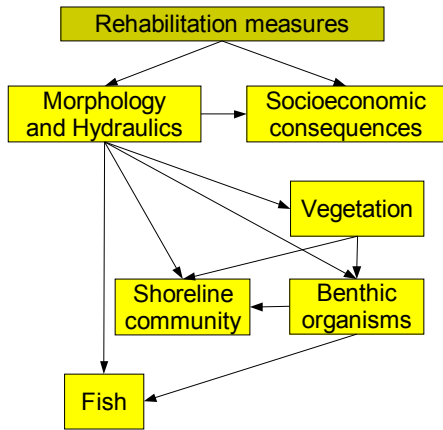 Rehabilitation measures
Morphology
and Hydraulics
Socioeconomic
consequences
Vegetation
Shoreline
community
Benthic
organisms
Fish